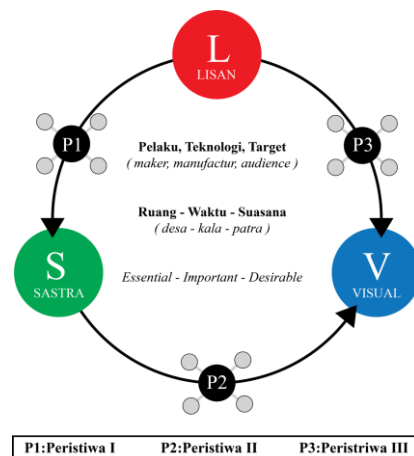 L
LISAN
P1
P3
Pelaku, Teknologi, Target
( maker, manufactur, audience )
Ruang - Waktu - Suasana
( desa - kala - patra )
S
SASTRA
V
VISUAL
Essential - Important - Desirable
P2
P1:Peristiwa I P2:Peristiwa II P3:Peristriwa III